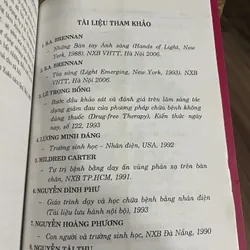 TÀI LIỆU THAM KHẢO
1. B.A. BRENNAN
- Những Bàn tay Ánh sáng (Hands of Light, New
York, 1988). NXB VHTT, Hà Nội
2. B.A. BRENNAN
- Tỏa sáng (Light Emerging, New York, 1993). NXB
VHTT, Hà Nội
3. LÊ TRỌNG BỔNG
- Bước đầu khảo sát và đánh giá trên lâm sàng tác
dụng giảm đau của phương pháp chữa bệnh không
dùng thuốc (Drug-free Therapy), Kiến thức ngày
nay, số 122, 1993
4. LƯƠNG MINH ĐÁNG
- Trường sinh học - Nhân điện, USA, 1992
5. MILDRED CARTER
- Tự trị bệnh bằng day ấn vùng phản xạ trên bàn
chân, NXB TP.HCM, 1991.
6. NGUYỄN ĐÌNH PHƯ
- Giáo trình dạy và học chữa bệnh bằng nhân điện
(Tài liệu lưu hành nội bộ), 1993
7. NGUYỄN HOÀNG PHƯƠNG
- Con người và trường sinh học, NXB Đà Nẵng, 1990
NGUYỄN TÀI THU